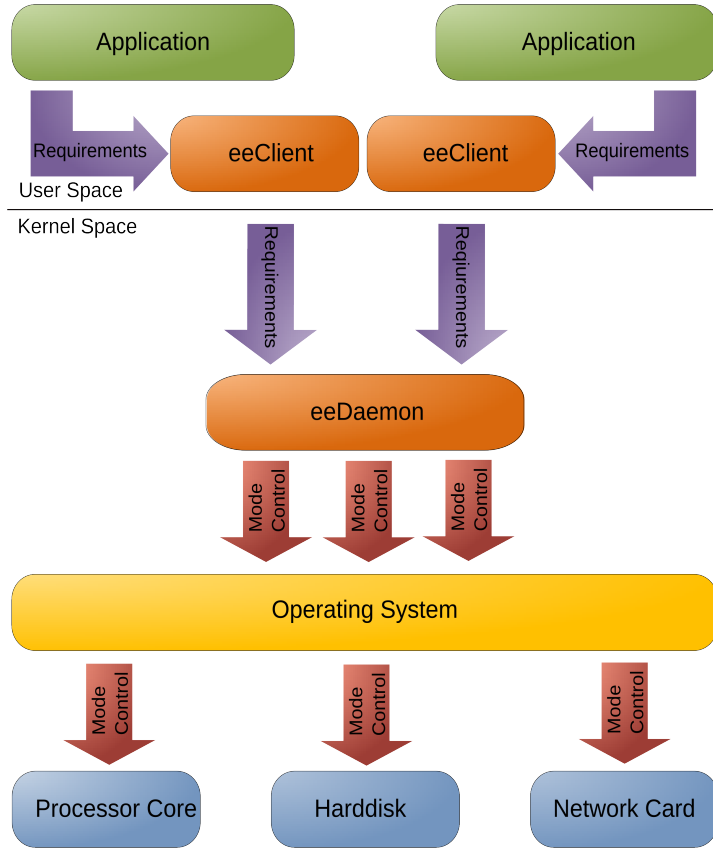 Application
Application
Requirements
eeClient
eeClient
Requirements
User Space
Kernel Space
Requirements
Reqiurements
eeDaemon
Mode
Control
Mode
Control
Mode
Control
Operating System
Mode
Control
Mode
Control
Mode
Control
Processor Core
Harddisk
Network Card